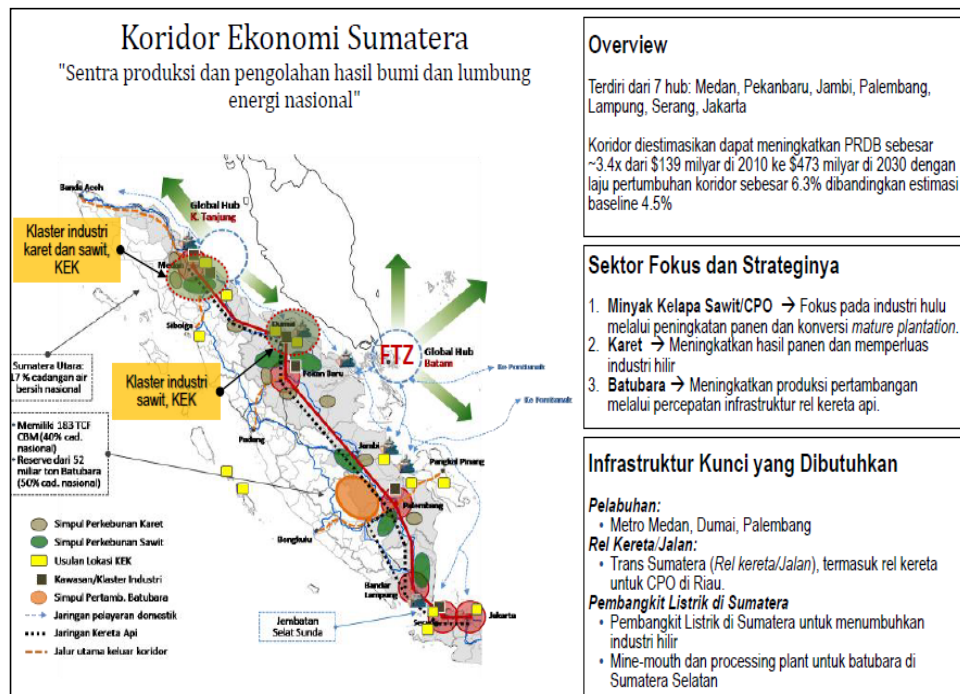 Koridor Ekonomi Sumatera
"Sentra produksi dan pengolahan hasil bumi dan lumbung
energi nasional"
Banda Aceh
Global Hub
K. Tanjung
Klaster industri
karet dan sawit,
KEK
Sibolga
Dumai
FTZ
Global Hub
Batam
Sumatera Utara:
17 % cadangan air
bersih nasional
Klaster industri
sawit, KEK
Pekan Baru
Ke Pontianak
Ke Pontianak
• Memiliki 183 TCF
CBM (40% cad.
nasional)
• Reserve dari 52
miliar ton Batubara
(50% cad. nasional)
Padang
Jambi
Pangkal Pinang
Palembang
Bengkulu
Simpul Perkebunan Karet
Simpul Perkebunan Sawit
Usulan Lokasi KEK
Kawasan/Klaster Industri
Simpul Pertamb. Batubara
Jaringan pelayaran domestik
Jaringan Kereta Api
Jalur utama keluar koridor
Bandar
Lampung
Jembatan
Selat Sunda
Jakarta
Overview
Terdiri dari 7 hub: Medan, Pekanbaru, Jambi, Palembang,
Lampung, Serang, Jakarta
Koridor diestimasikan dapat meningkatkan PRDB sebesar
~3.4x dari $139 milyar di 2010 ke $473 milyar di 2030 dengan
laju pertumbuhan koridor sebesar 6.3% dibandingkan estimasi
baseline 4.5%
Sektor Fokus dan Strateginya
1. Minyak Kelapa Sawit/CPO → Fokus pada industri hulu
melalui peningkatan panen dan konversi mature plantation.
2. Karet → Meningkatkan hasil panen dan memperluas
industri hilir
3. Batubara → Meningkatkan produksi pertambangan
melalui percepatan infrastruktur rel kereta api.
Infrastruktur Kunci yang Dibutuhkan
Pelabuhan:
• Metro Medan, Dumai, Palembang
Rel Kereta/Jalan:
• Trans Sumatera (Rel kereta/Jalan), termasuk rel kereta
untuk CPO di Riau.
Pembangkit Listrik di Sumatera
• Pembangkit Listrik di Sumatera untuk menumbuhkan
industri hilir
• Mine-mouth dan processing plant untuk batubara di
Sumatera Selatan